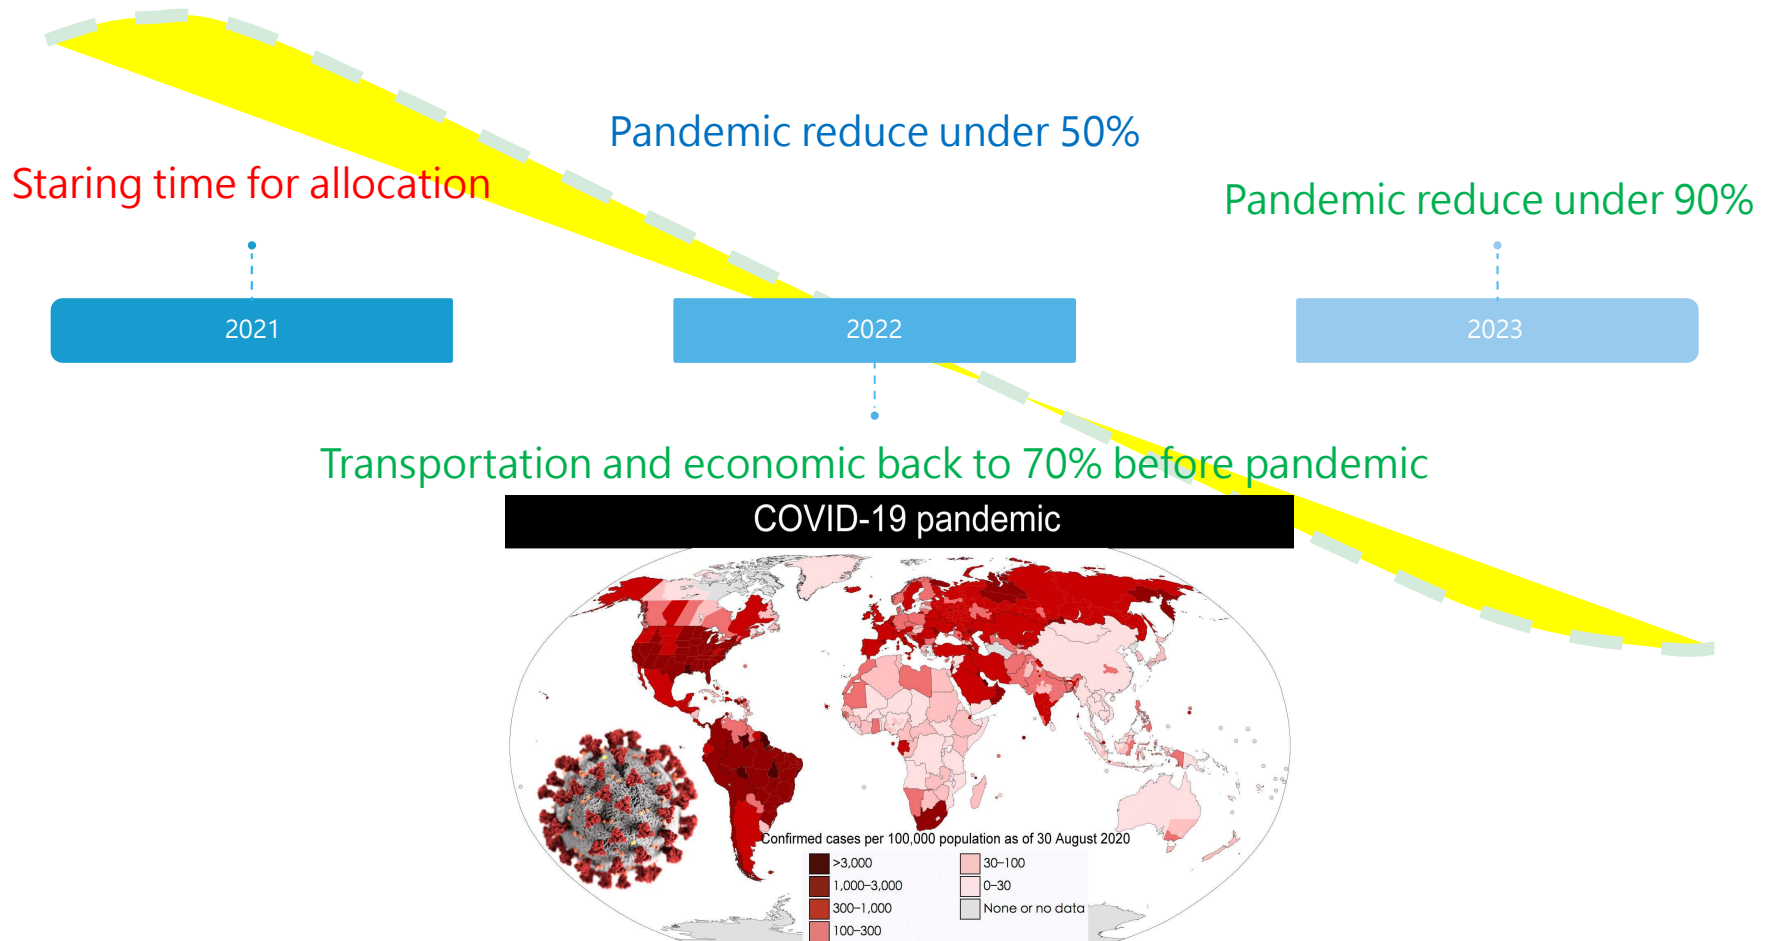 Pandemic reduce under 50%
Staring time for allocation
Pandemic reduce under 90%
2021
2022
2023
Transportation and economic back to 70% before pandemic
COVID-19 pandemic
Confirmed cases per 100,000 population as of 30 August 2020
>3,000
30–100
1,000–3,000
0–30
300–1,000
None or no data
100–300